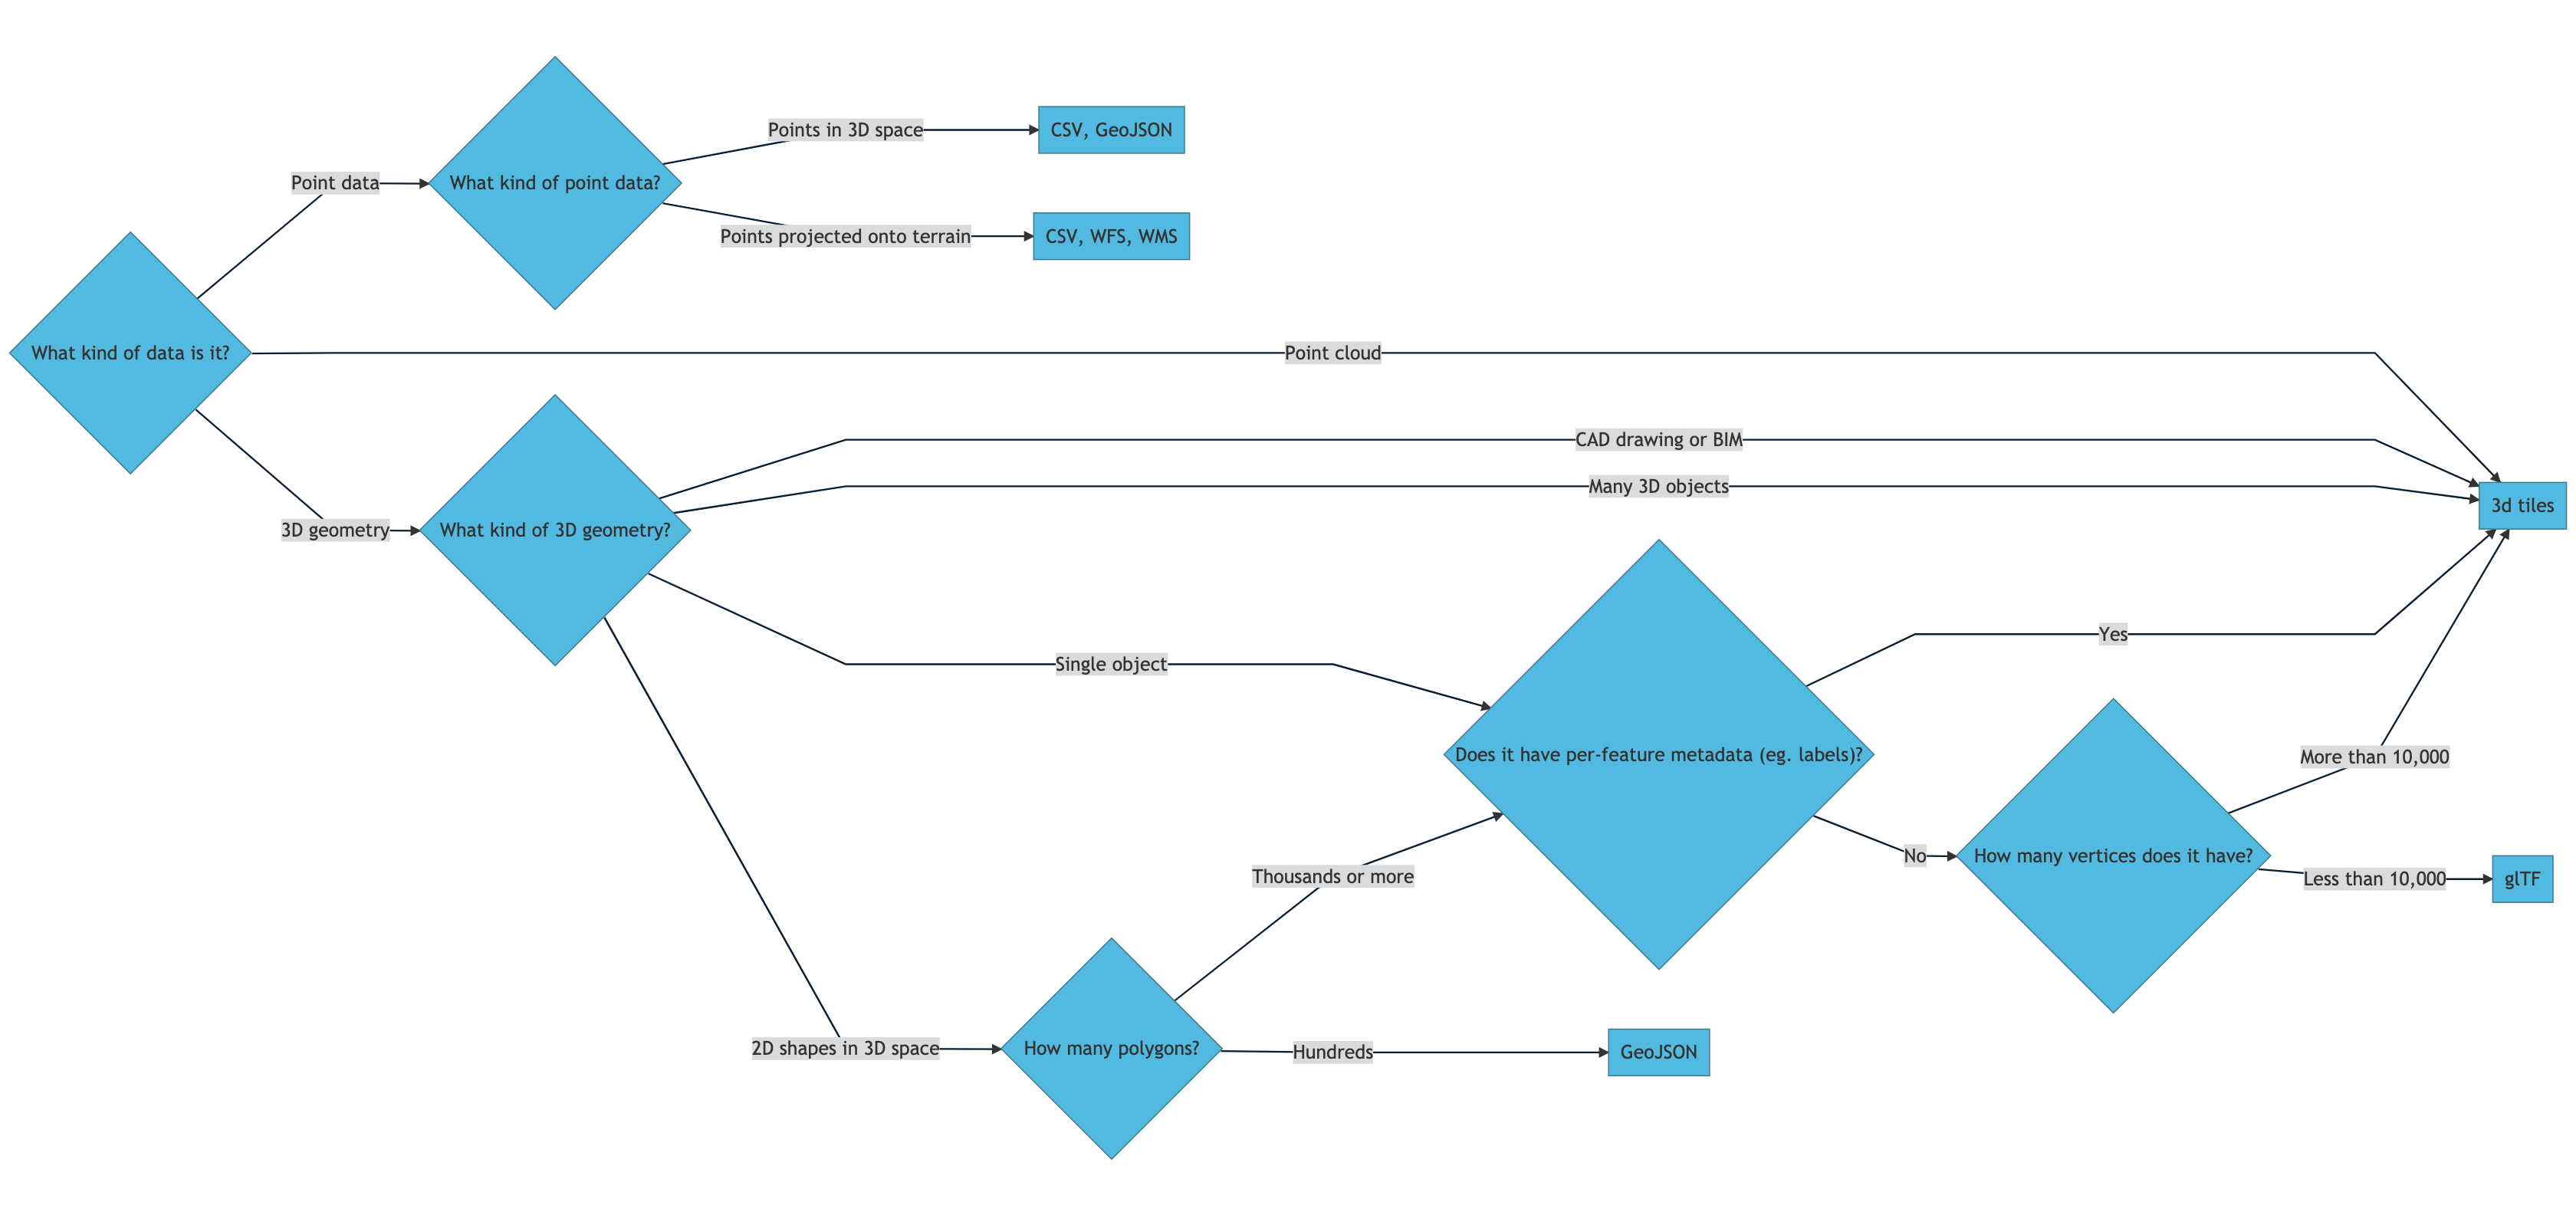 Points in 3D space
CSV, GeoJSON
Point data
What kind of point data?
Points projected onto terrain
CSV, WFS, WMS
What kind of data is it?
Point cloud
CAD drawing or BIM
Many 3D objects
3d tiles
3D geometry
What kind of 3D geometry?
Yes
Single object
Does it have per-feature metadata (eg. labels)?
More than 10,000
No
How many vertices does it have?
Thousands or more
Less than 10,000
glTF
2D shapes in 3D space
How many polygons?
Hundreds
GeoJSON